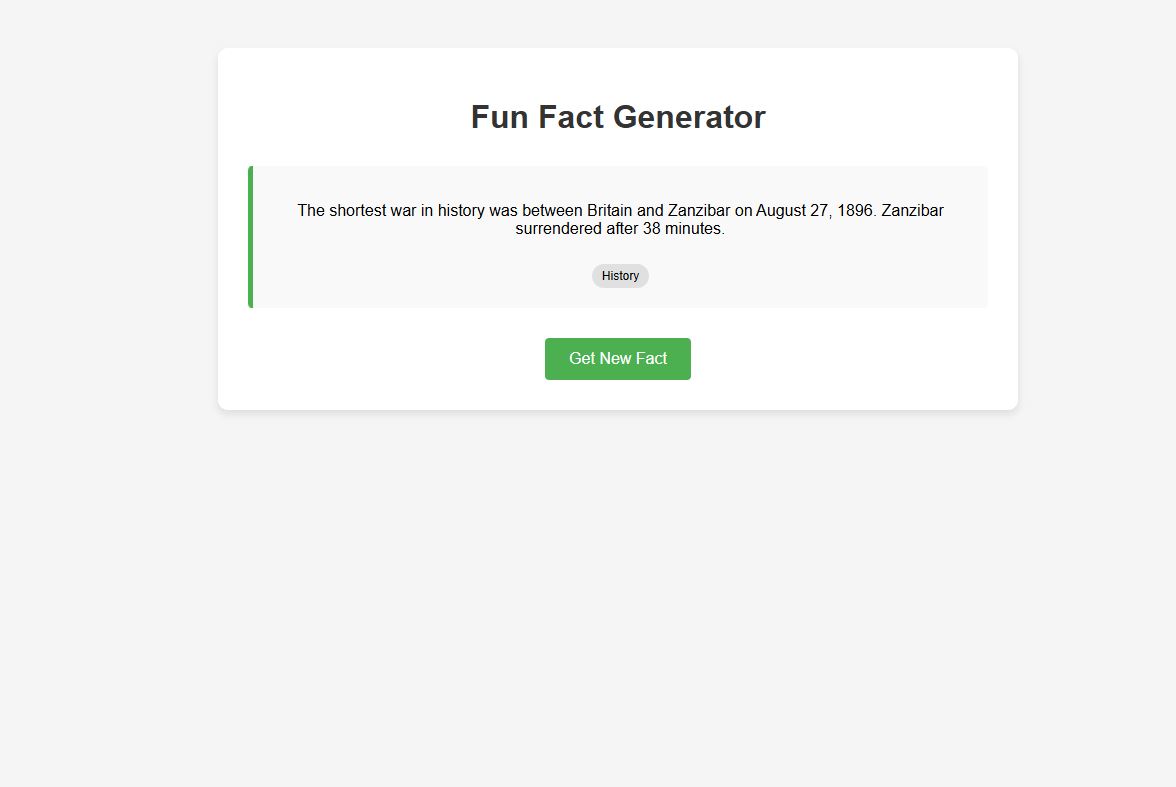 Fun Fact Generator
The shortest war in history was between Britain and Zanzibar on August 27, 1896. Zanzibar
surrendered after 38 minutes.
History
Get New Fact